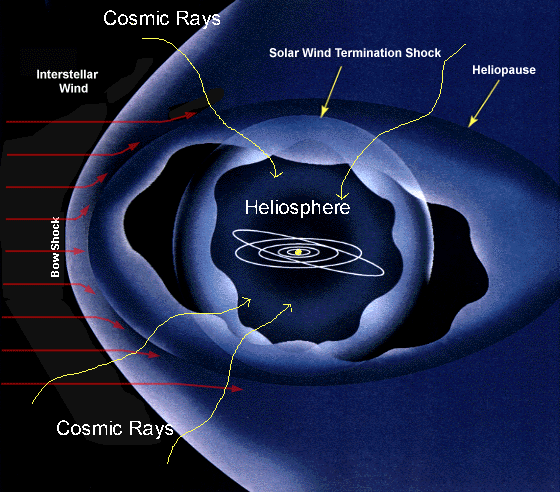 Cosmic Rays
Solar Wind Termination Shock
Interstellar
Wind
Heliopause
Heliosphere
Bow Shock
Cosmic Rays